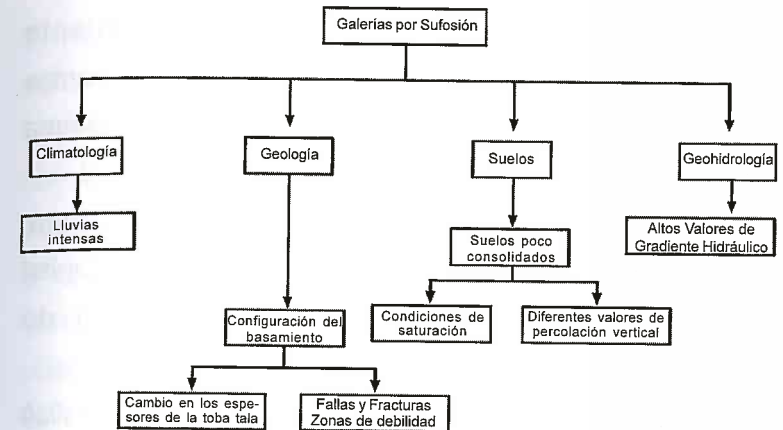 Galerías por Sufosión
Climatología
Geología
Suelos
Geohidrología
Lluvias
intensas
Suelos poco
consolidados
Altos Valores de
Gradiente Hidráulico
Configuración del
basamiento
Condiciones de
saturación
Diferentes valores de
percolación vertical
Cambio en los espe-
sores de la toba tala
Fallas y Fracturas
Zonas de debilidad